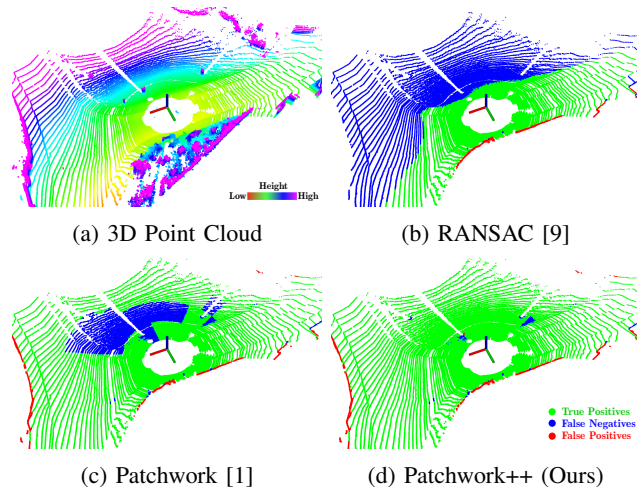 Height
Low High
(a) 3D Point Cloud
(b) RANSAC [9]
True Positives
False Negatives
False Positives
(c) Patchwork [1]
(d) Patchwork++ (Ours)